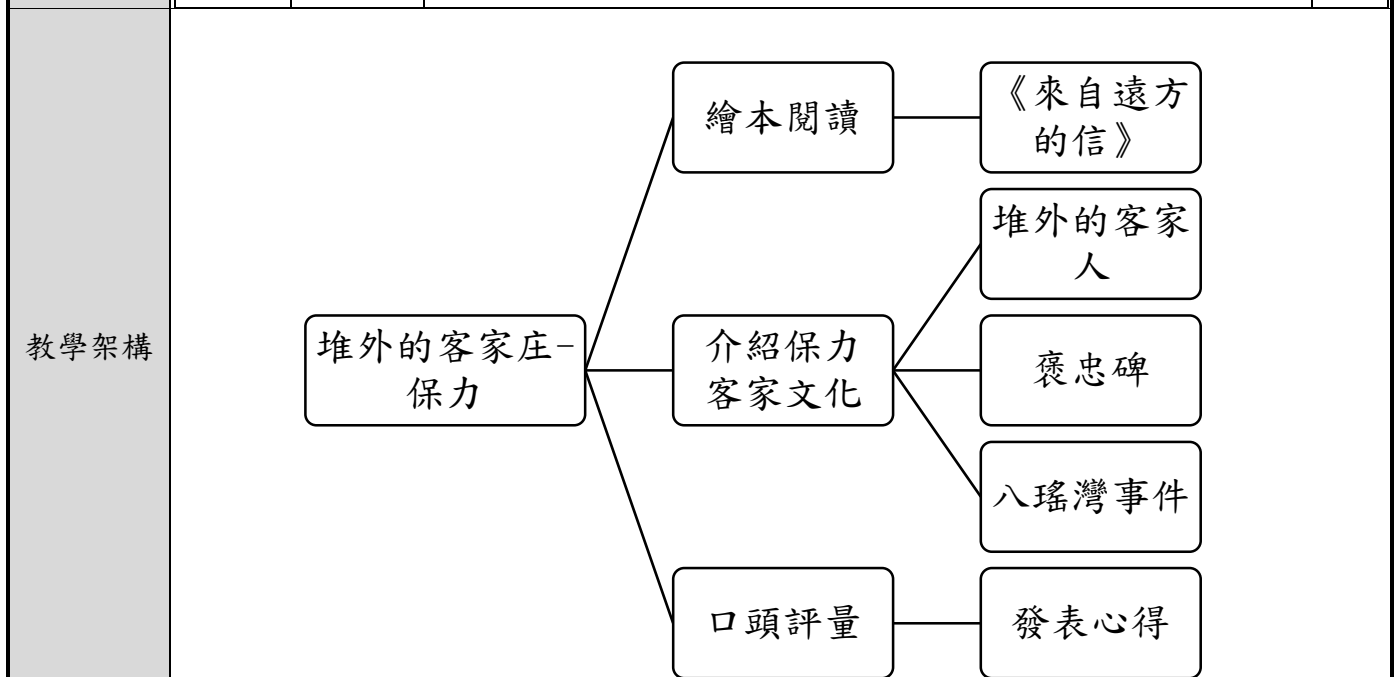 教學架構
堆外的客家庄-
保力
繪本閱讀
《來自遠方
的信》
介紹保力
客家文化
堆外的客家
人
褒忠碑
八瑤灣事件
口頭評量
發表心得